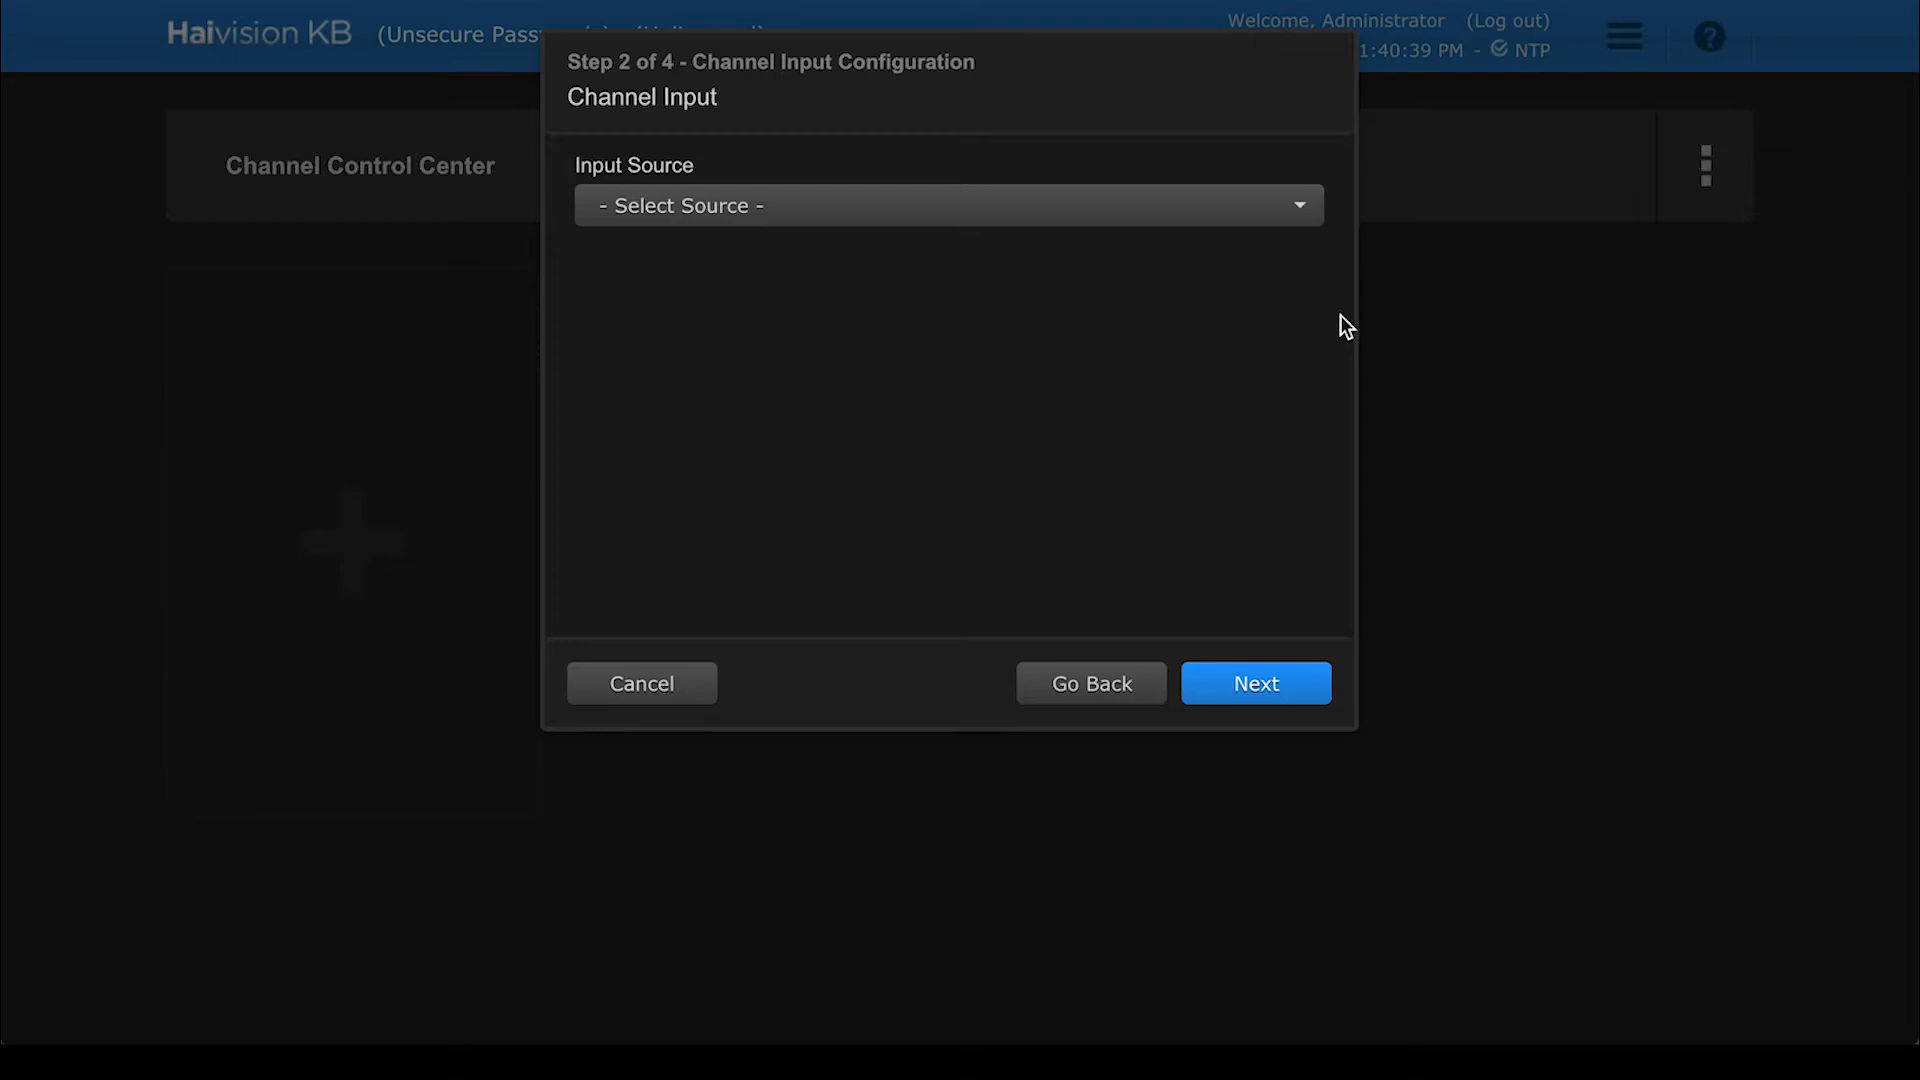 Haivision KB (Unsecure Pass
Welcome, Administrator (Log out)
1:40:39 PM - NTP
?
Step 2 of 4 - Channel Input Configuration
Channel Input
Channel Control Center
Input Source
- Select Source -
Cancel
Go Back
Next